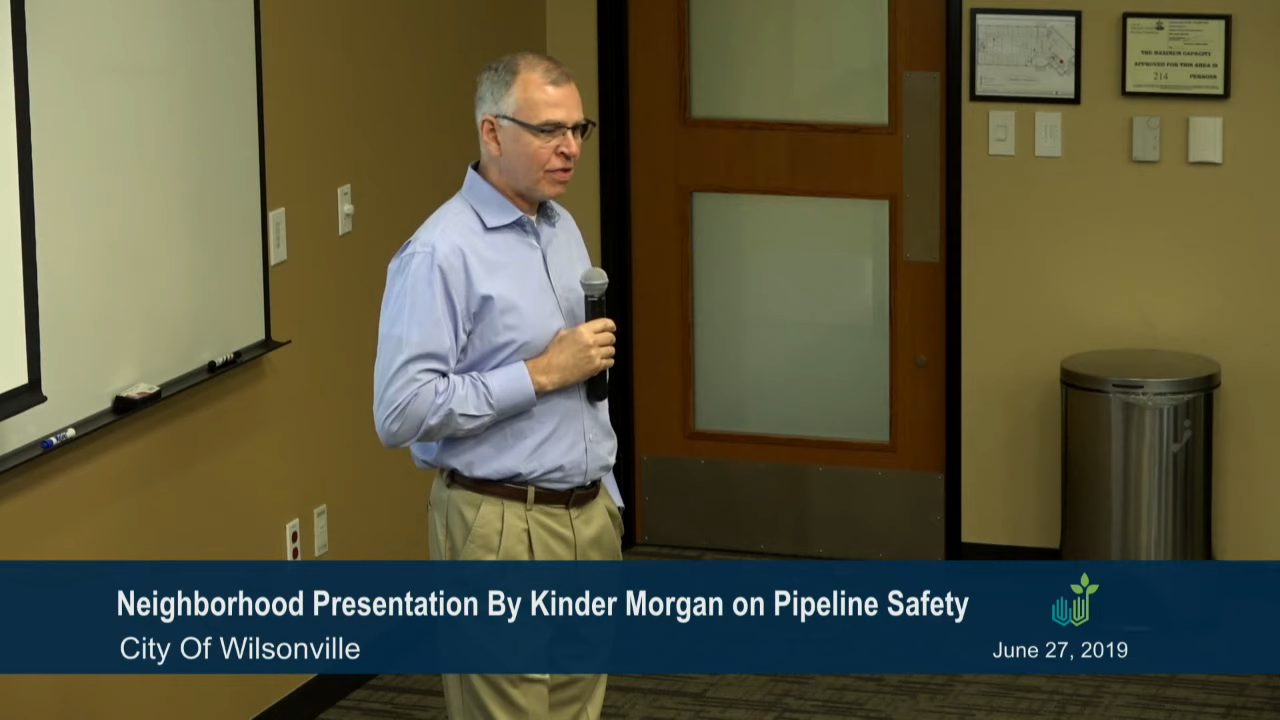 THE MAXIMUM CAPACITY
APPROVED FOR THIS AREA IS
214 PERSONS
Neighborhood Presentation By Kinder Morgan on Pipeline Safety
City Of Wilsonville
June 27, 2019